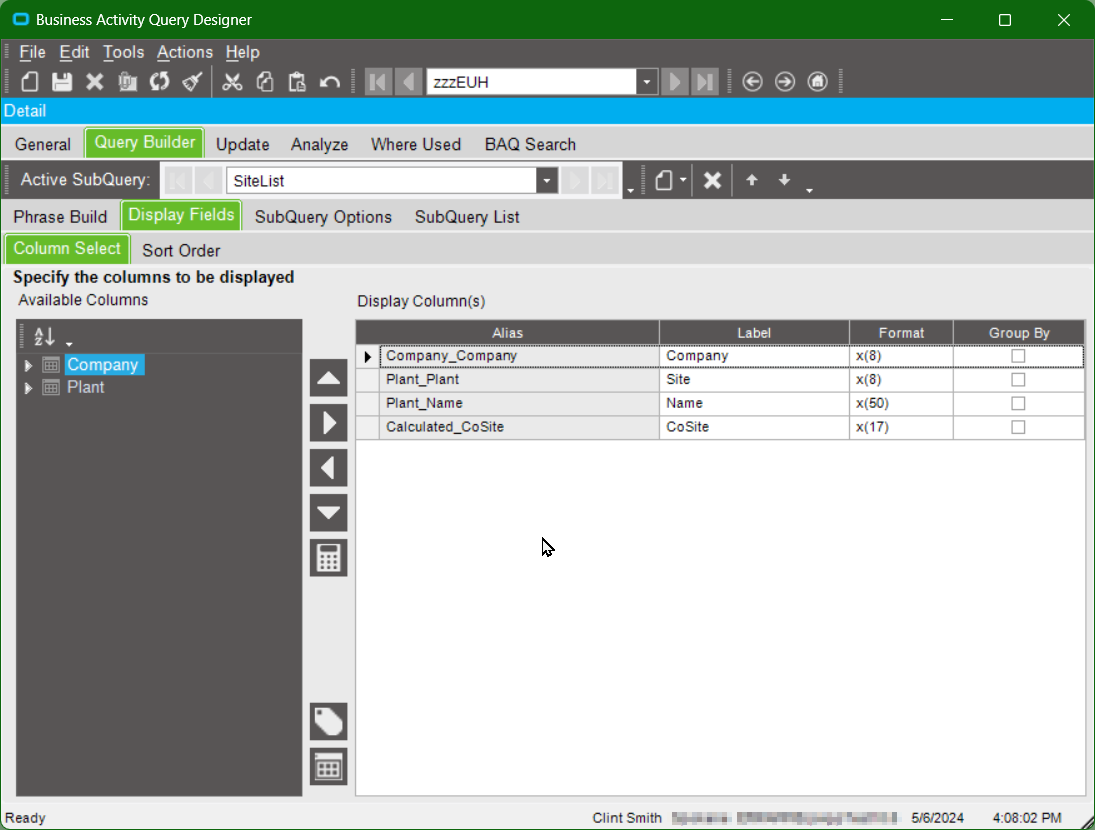 Business Activity Query Designer
File Edit Tools Actions Help
zzzEUH
Detail
General Query Builder Update Analyze Where Used BAQ Search
Active SubQuery: SiteList
Phrase Build Display Fields SubQuery Options SubQuery List
Column Select Sort Order
Specify the columns to be displayed
Available Columns
Display Column(s)
A Z
Company
Plant
Alias Label Format Group By
Company_Company Company x(8)
Plant_Plant Site x(8)
Plant_Name Name x(50)
Calculated_CoSite CoSite x(17)
Ready Clint Smith 5/6/2024 4:08:02 PM